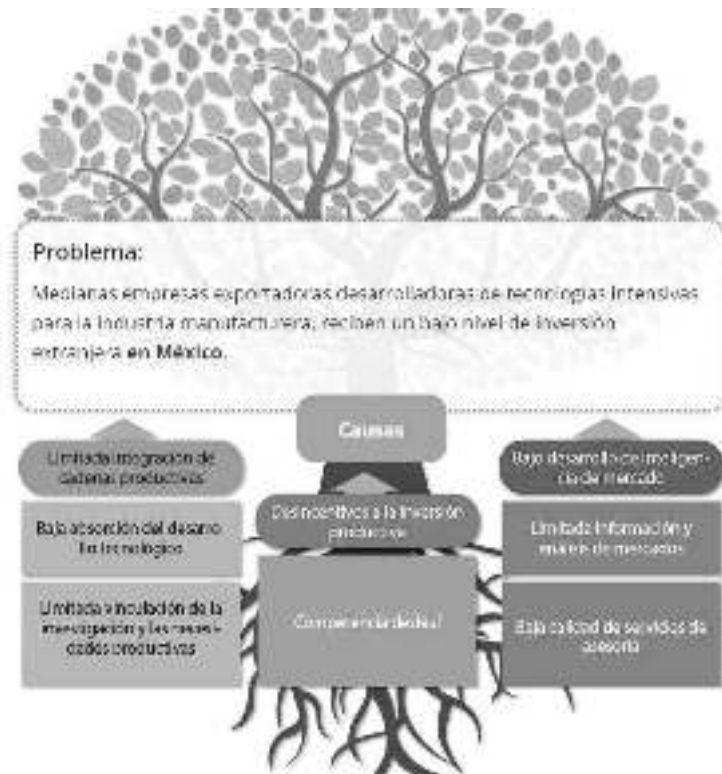 Problema:
Medianas empresas exportadoras desarrolladoras de tecnologías intensivas
para la industria manufacturera, reciben un bajo nivel de inversión
extranjera en México.
Causas
Limitada integración de
cadenas productivas
Baja absorción del desarro-
llo tecnológico
Limitada vinculación de la
investigación y las necesi-
dades productivas
Desincentivos a la inversión
productiva
Competencia desleal
Bajo desarrollo de inteligen-
cia de mercado
Limitada información y
análisis de mercados
Baja calidad de servicios de
asesoría